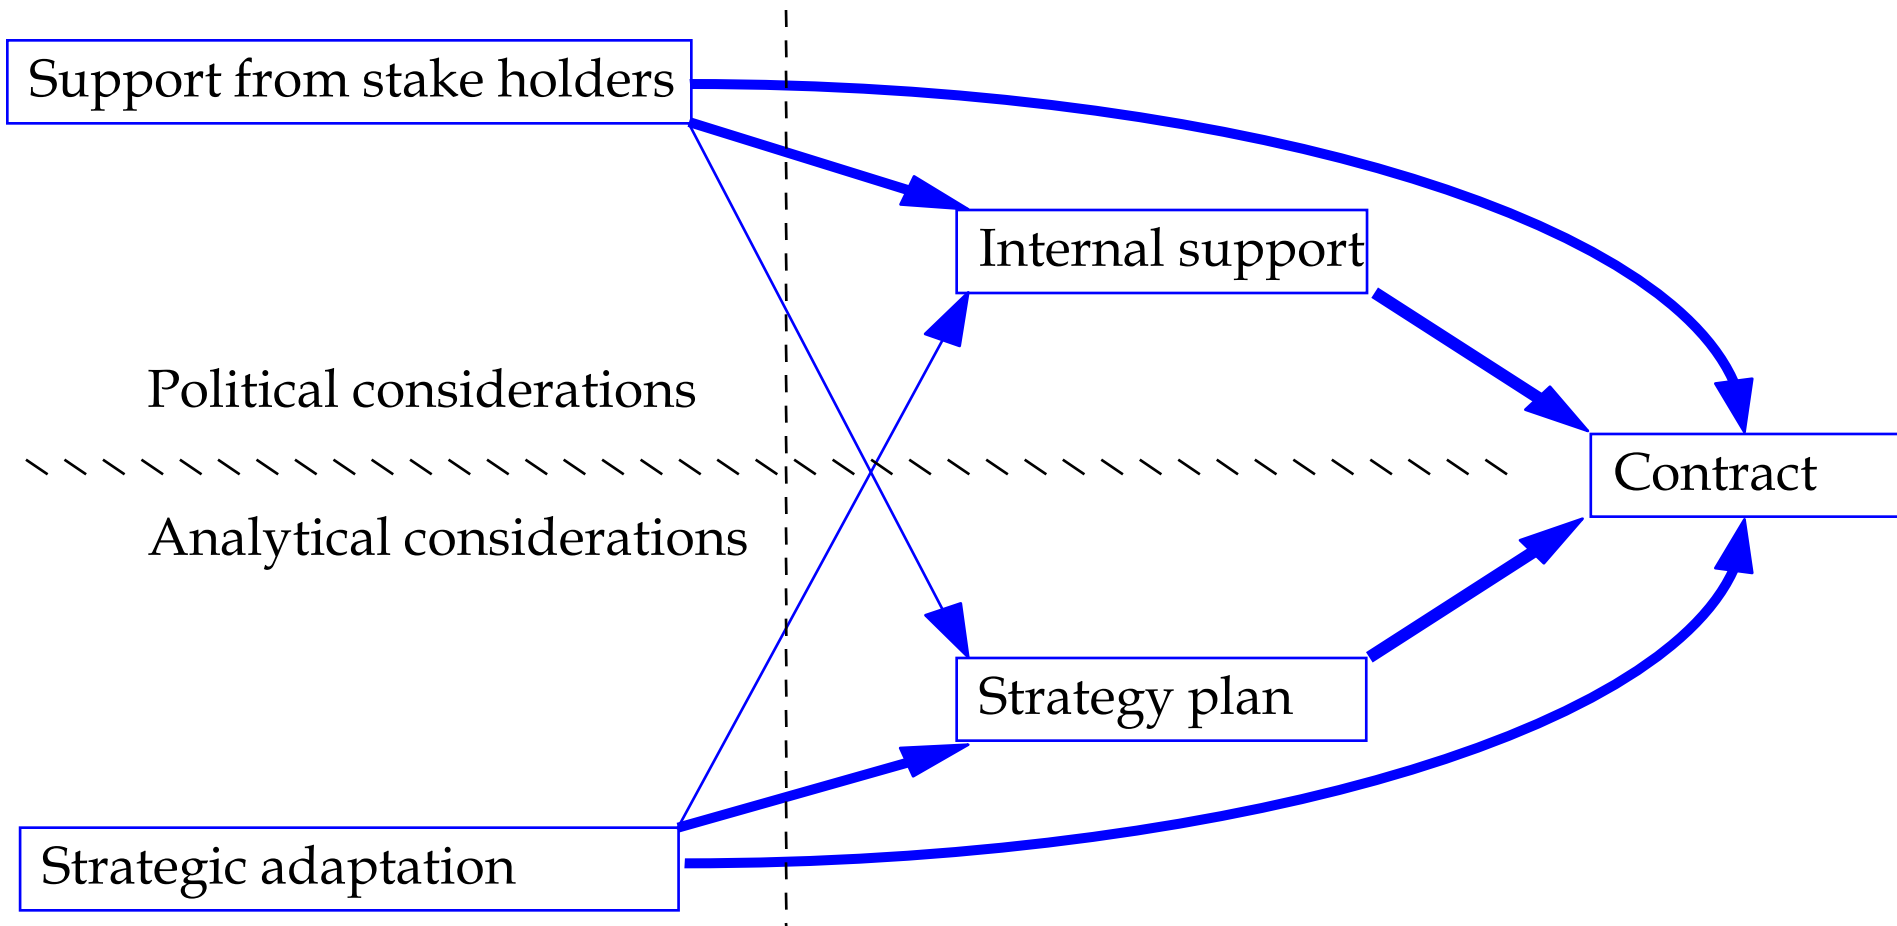 Support from stake holders
Internal support
Political considerations
Contract
Analytical considerations
Strategy plan
Strategic adaptation